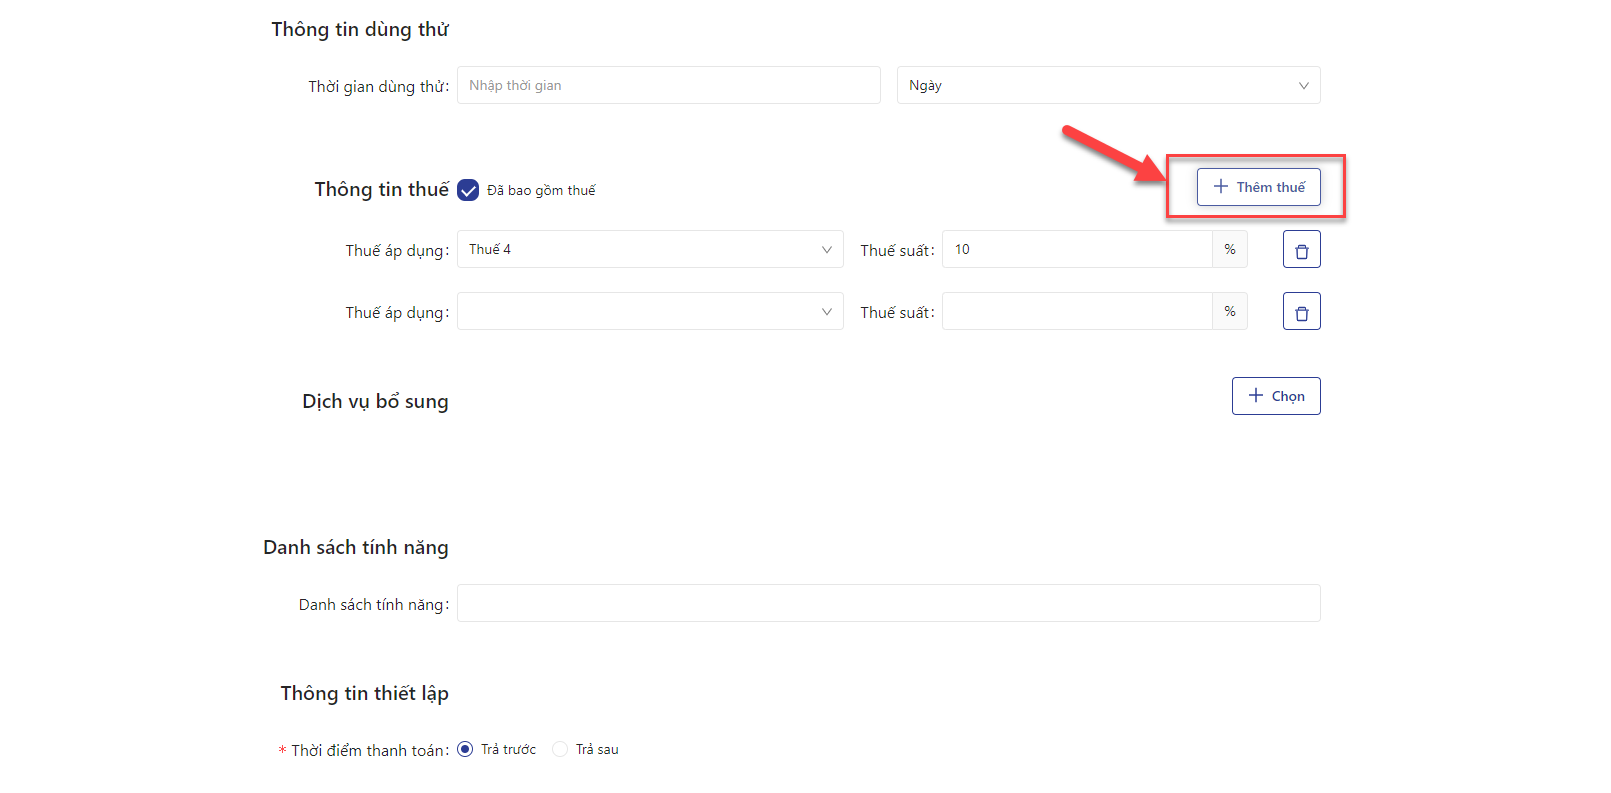 Thông tin dùng thử
Thời gian dùng thử: Nhập thời gian Ngày
Thông tin thuế Đã bao gồm thuế Thêm thuế
Thuế áp dụng: Thuế 4 Thuế suất: 10 %
Thuế áp dụng: Thuế suất: %
Dịch vụ bổ sung Chọn
Danh sách tính năng
Danh sách tính năng:
Thông tin thiết lập
* Thời điểm thanh toán: Trả trước Trả sau